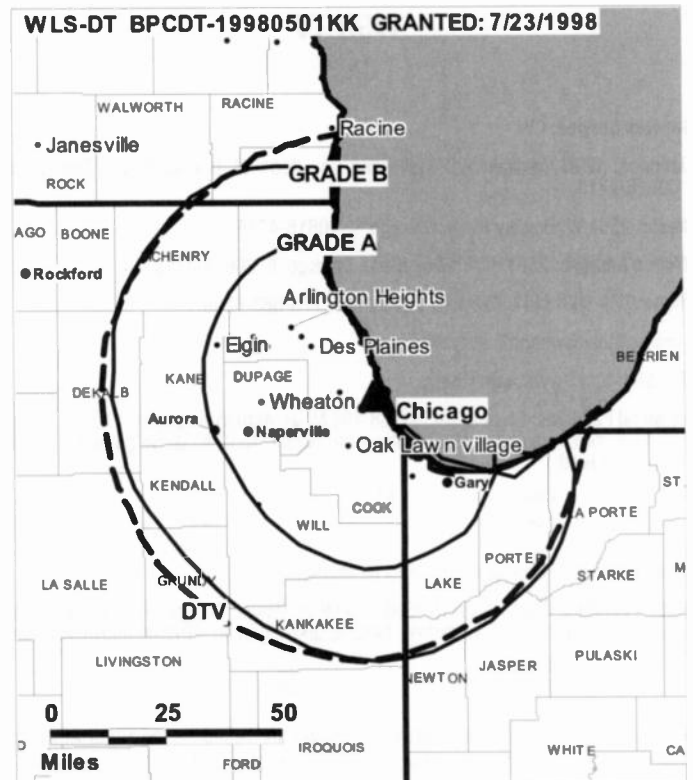 WLS-DT BPCDT-19980501KK GRANTED: 7/23/1998
WALWORTH
RACINE
Racine
Janesville
ROCK
GRADE B
AGO
BOONE
CHENRY
GRADE A
Rockford
Arlington Heights
Elgin
Des Plaines
BERRIEN
KANE
DUPAGE
DEKALB
Wheaton
Chicago
Aurora
Naperville
Oak Lawn village
Gary
ST.
KENDALL
COOK
WILL
LA PORTE
PORTER
LA SALLE
GRUNDY
LAKE
STARKE
M
DTV
KANKAKEE
LIVINGSTON
NEWTON
JASPER
PULASKI
0 25 50
Miles
FORD
IROQUOIS
WHITE
CA